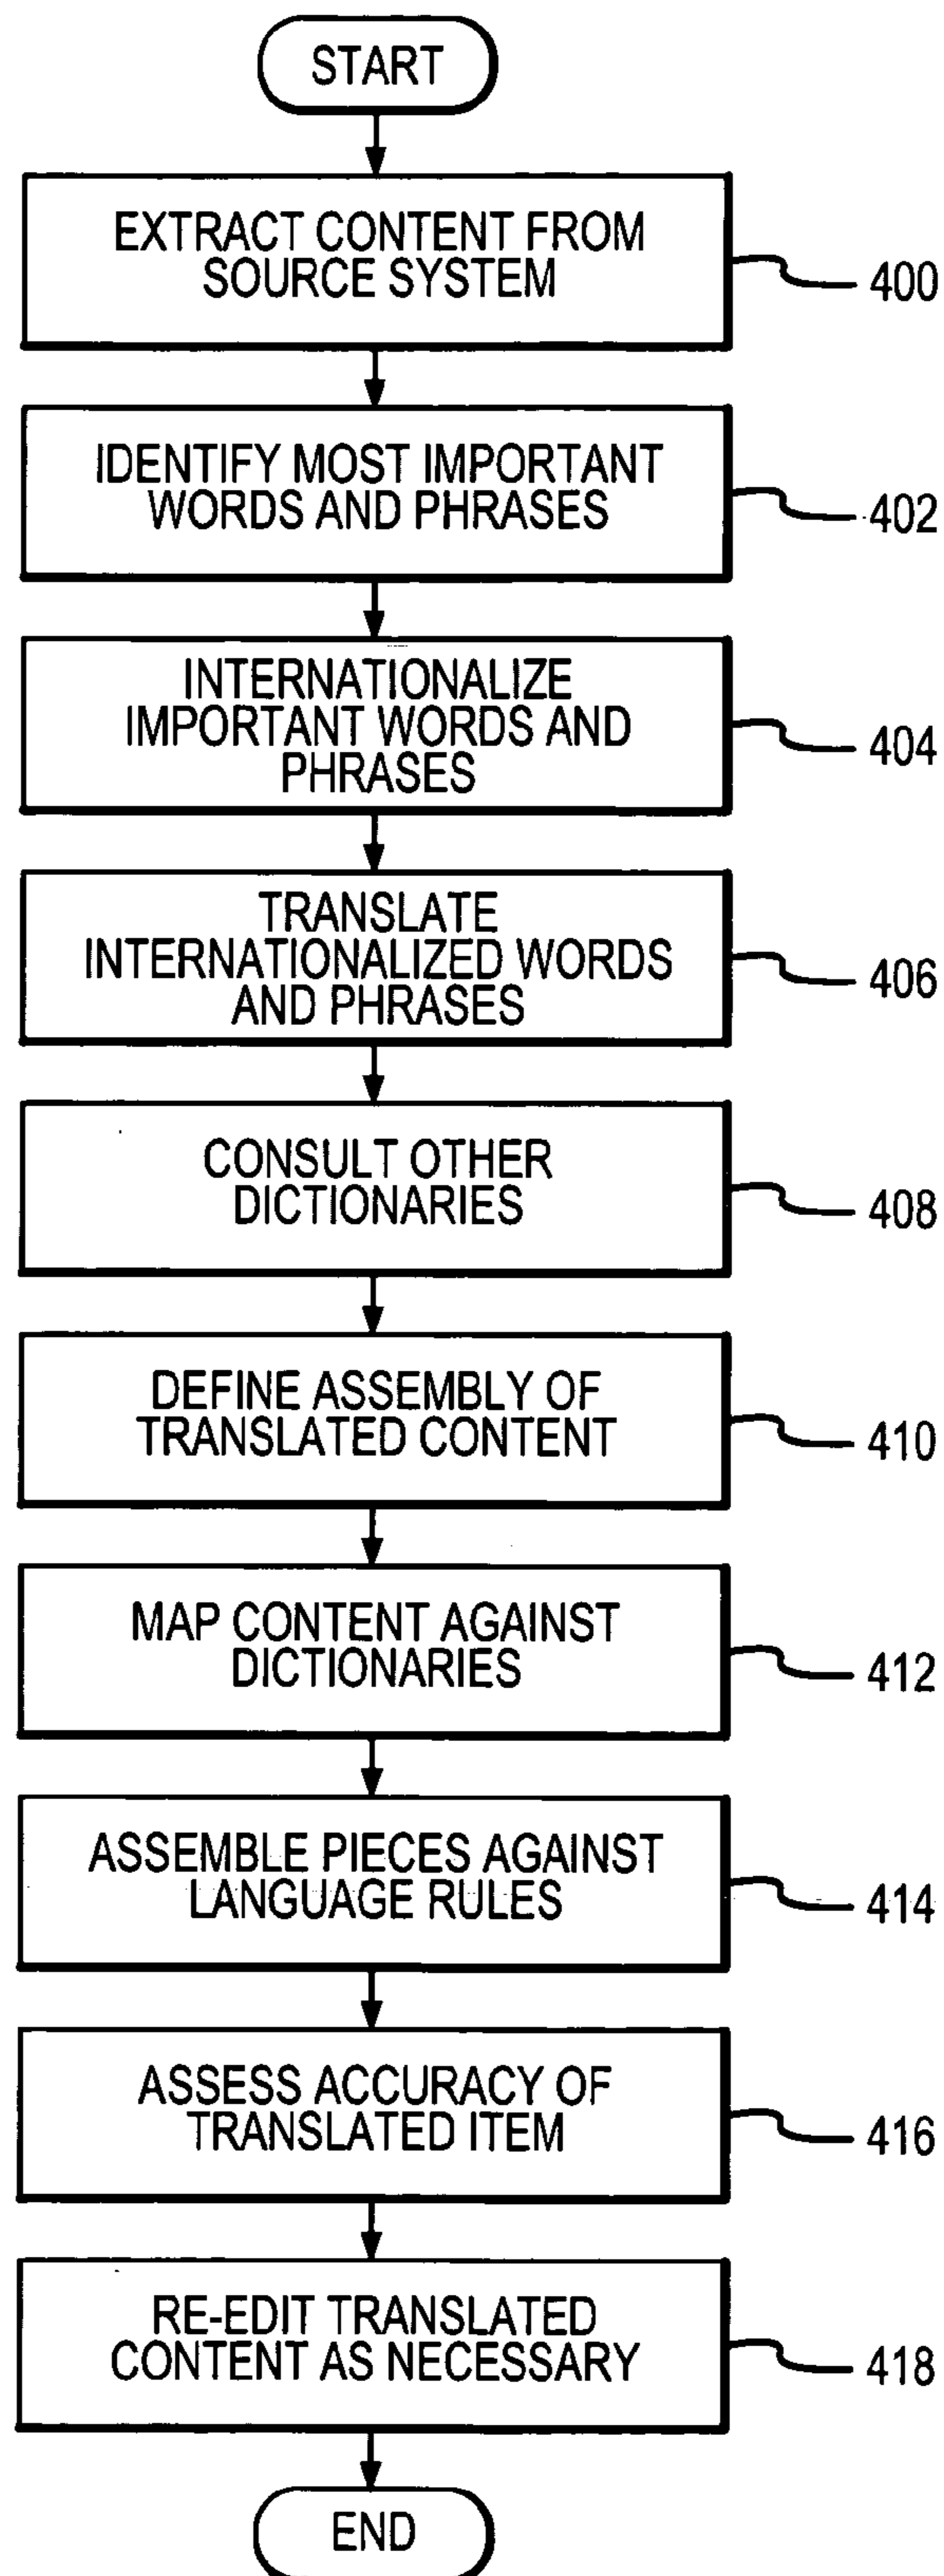 START
EXTRACT CONTENT FROM
SOURCE SYSTEM
400
IDENTIFY MOST IMPORTANT
WORDS AND PHRASES
402
INTERNATIONALIZE
IMPORTANT WORDS AND
PHRASES
404
TRANSLATE
INTERNATIONALIZED WORDS
AND PHRASES
406
CONSULT OTHER
DICTIONARIES
408
DEFINE ASSEMBLY OF
TRANSLATED CONTENT
410
MAP CONTENT AGAINST
DICTIONARIES
412
ASSEMBLE PIECES AGAINST
LANGUAGE RULES
414
ASSESS ACCURACY OF
TRANSLATED ITEM
416
RE-EDIT TRANSLATED
CONTENT AS NECESSARY
418
END